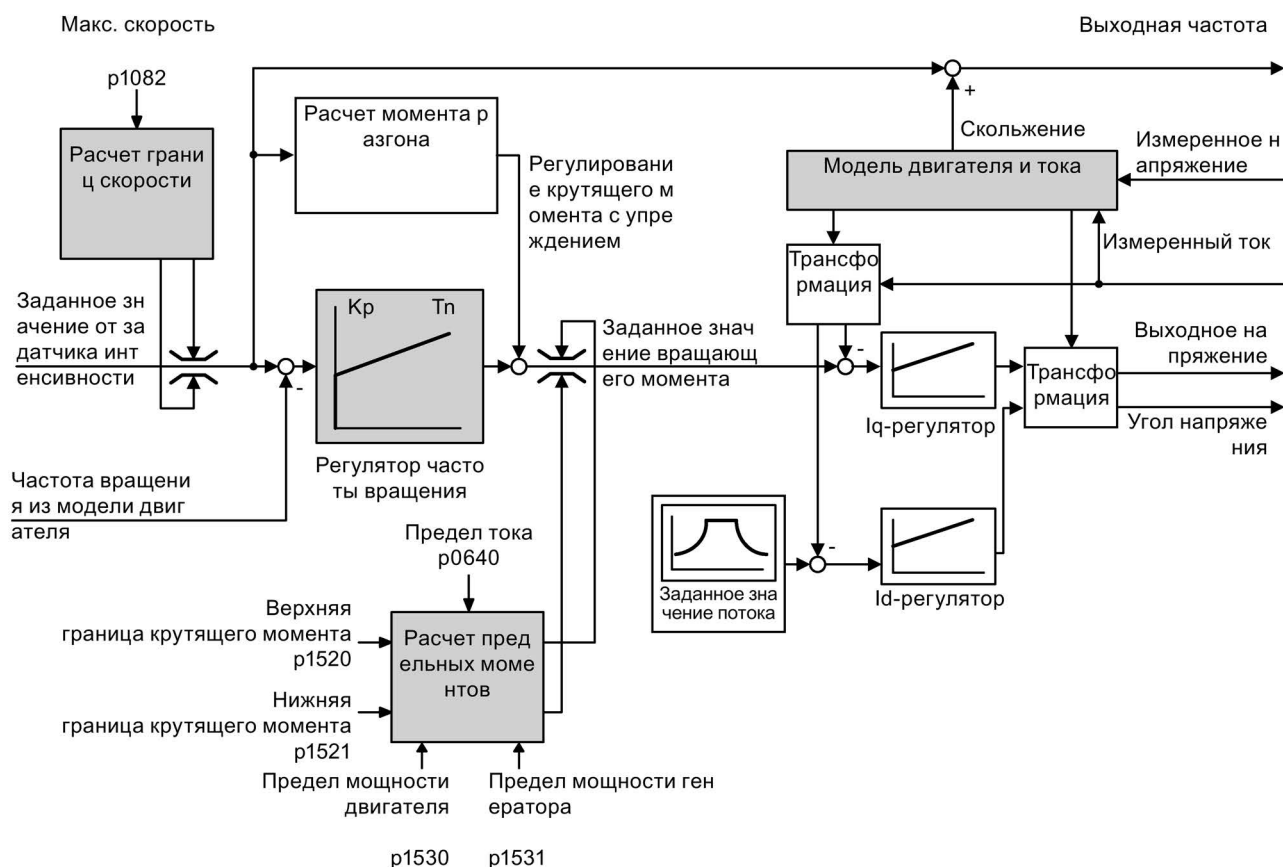 Макс. скорость
Выходная частота
p1082
+
Расчет грани
ц скорости
Расчет момента р
азгона
Скольжение
Регулировани
е крутящего м
омента с упре
ждением
Модель двигателя и тока
Измеренное н
апряжение
Трансфо
рмация
Измеренный ток
Заданное зн
ачение от за
датчика инт
енсивности
Kp
Tn
Заданное знач
ение вращающ
его момента
-
-
Iq-регулятор
Трансфо
рмация
Выходное на
пряжение
Угол напряже
ния
Регулятор часто
ты вращения
Частота вращени
я из модели двиг
ателя
Предел тока
p0640
-
Заданное зна
чение потока
Id-регулятор
Верхняя
граница крутящего момента
p1520
Расчет пред
ельных моме
нтов
Нижняя
граница крутящего момента
p1521
Предел мощности
двигателя
p1530
Предел мощности ген
ератора
p1531